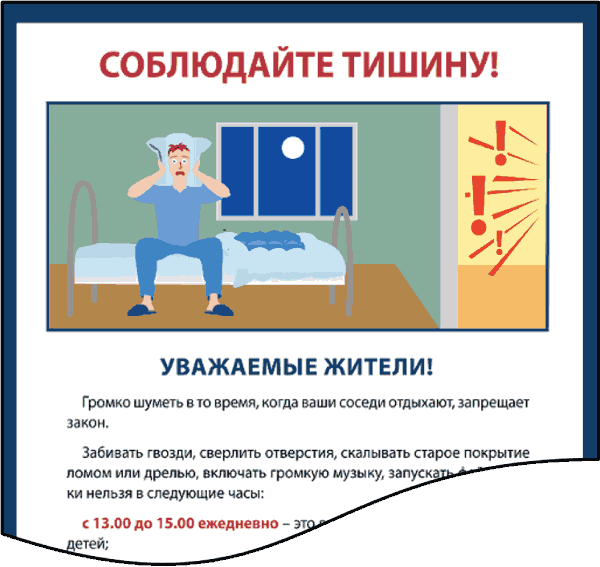 СОБЛЮДАЙТЕ ТИШИНУ!
УВАЖАЕМЫЕ ЖИТЕЛИ!
Громко шуметь в то время, когда ваши соседи отдыхают, запрещает
закон.
Забивать гвозди, сверлить отверстия, скалывать старое покрытие
ломом или дрелью, включать громкую музыку, запускать
ки нельзя в следующие часы:
с 13.00 до 15.00 ежедневно – это
детей;